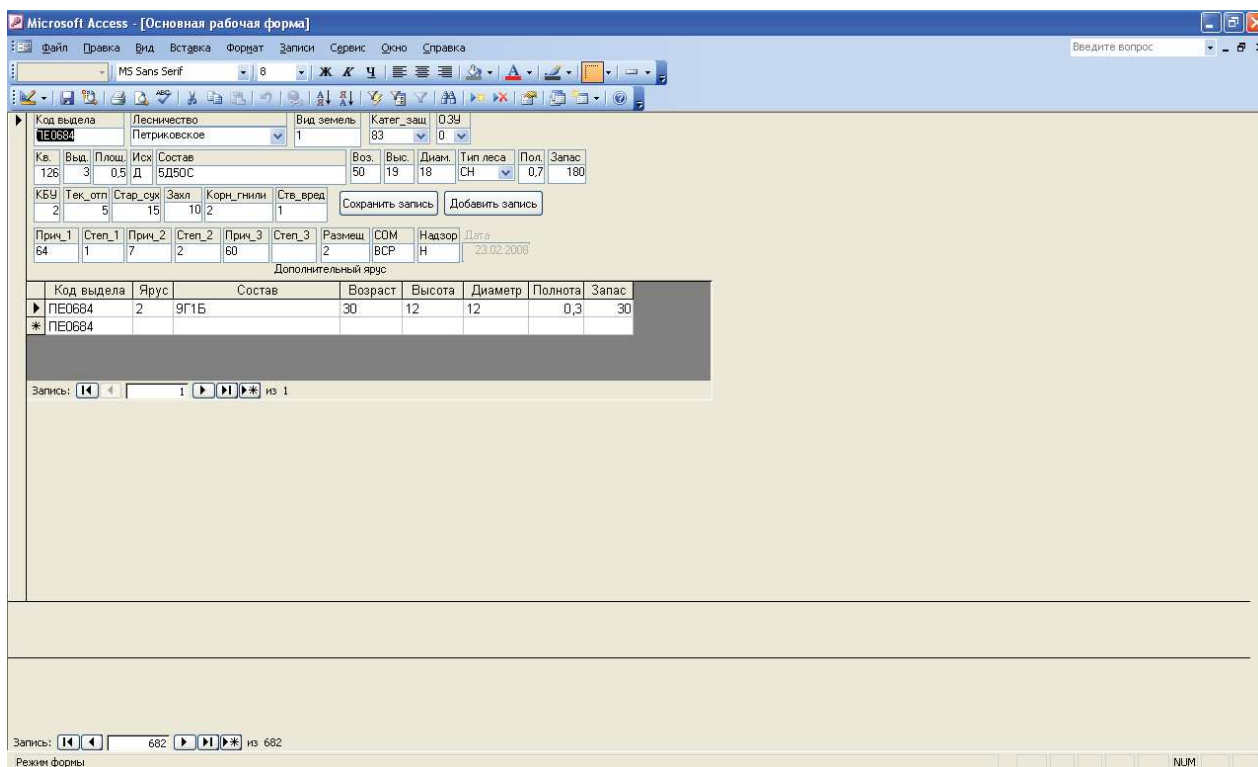 Microsoft Access - [Основная рабочая форма]
Файл Правка Вид Вставка Формат Записи Сервис Окно Справка Введите вопрос
MS Sans Serif 8 Ж К Ч
Код выдела Лесничество Вид земель Катег_защ ОЗУ
ПЕ0684 Петриковское 1 83 0
Кв. Выд. Площ. Исх Состав Воз. Выс. Диам. Тип леса Пол. Запас
126 3 0,5 Д 5Д5ОС 50 19 18 СН 0,7 180
КБУ Тек_отп Стар_сух Захл Корн_гнили Ств_вред
2 5 15 10 2 1 Сохранить запись Добавить запись
Прич_1 Степ_1 Прич_2 Степ_2 Прич_3 Степ_3 Размещ СОМ Надзор Дата
64 1 7 2 60 2 ВСР Н 23.02.2008
Дополнительный ярус
Код выдела Ярус Состав Возраст Высота Диаметр Полнота Запас
ПЕ0684 2 9Г1Б 30 12 12 0,3 30
ПЕ0684
Запись: 1 из 1
Запись: 682 из 682
Режим формы NUM